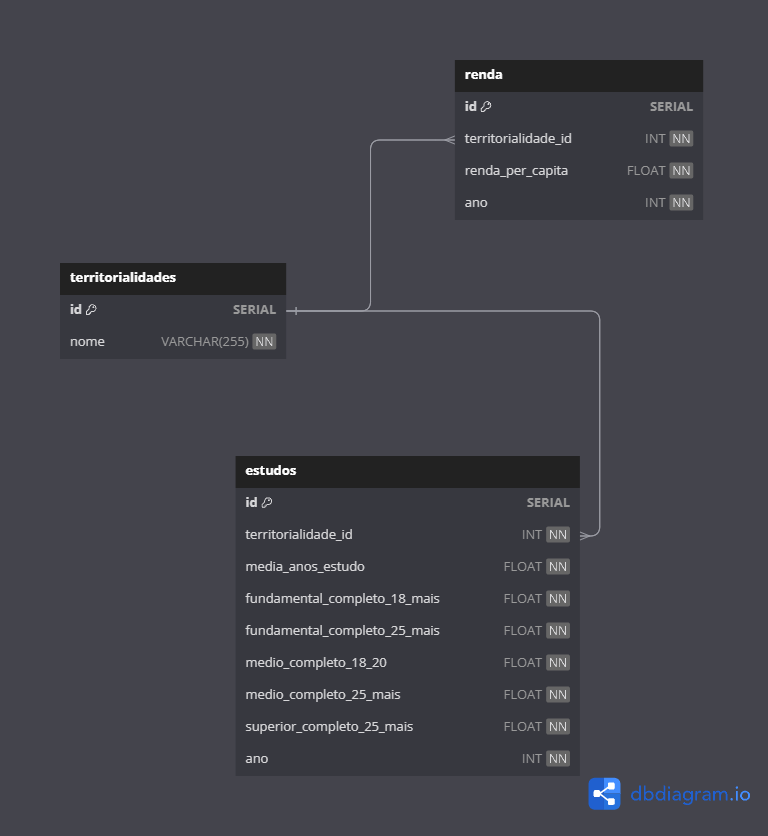 renda
id SERIAL
territorialidade_id INT NN
renda_per_capita FLOAT NN
ano INT NN
territorialidades
id SERIAL
nome VARCHAR(255) NN
estudos
id SERIAL
territorialidade_id INT NN
media_anos_estudo FLOAT NN
fundamental_completo_18_mais FLOAT NN
fundamental_completo_25_mais FLOAT NN
medio_completo_18_20 FLOAT NN
medio_completo_25_mais FLOAT NN
superior_completo_25_mais FLOAT NN
ano INT NN
dbdiagram.io